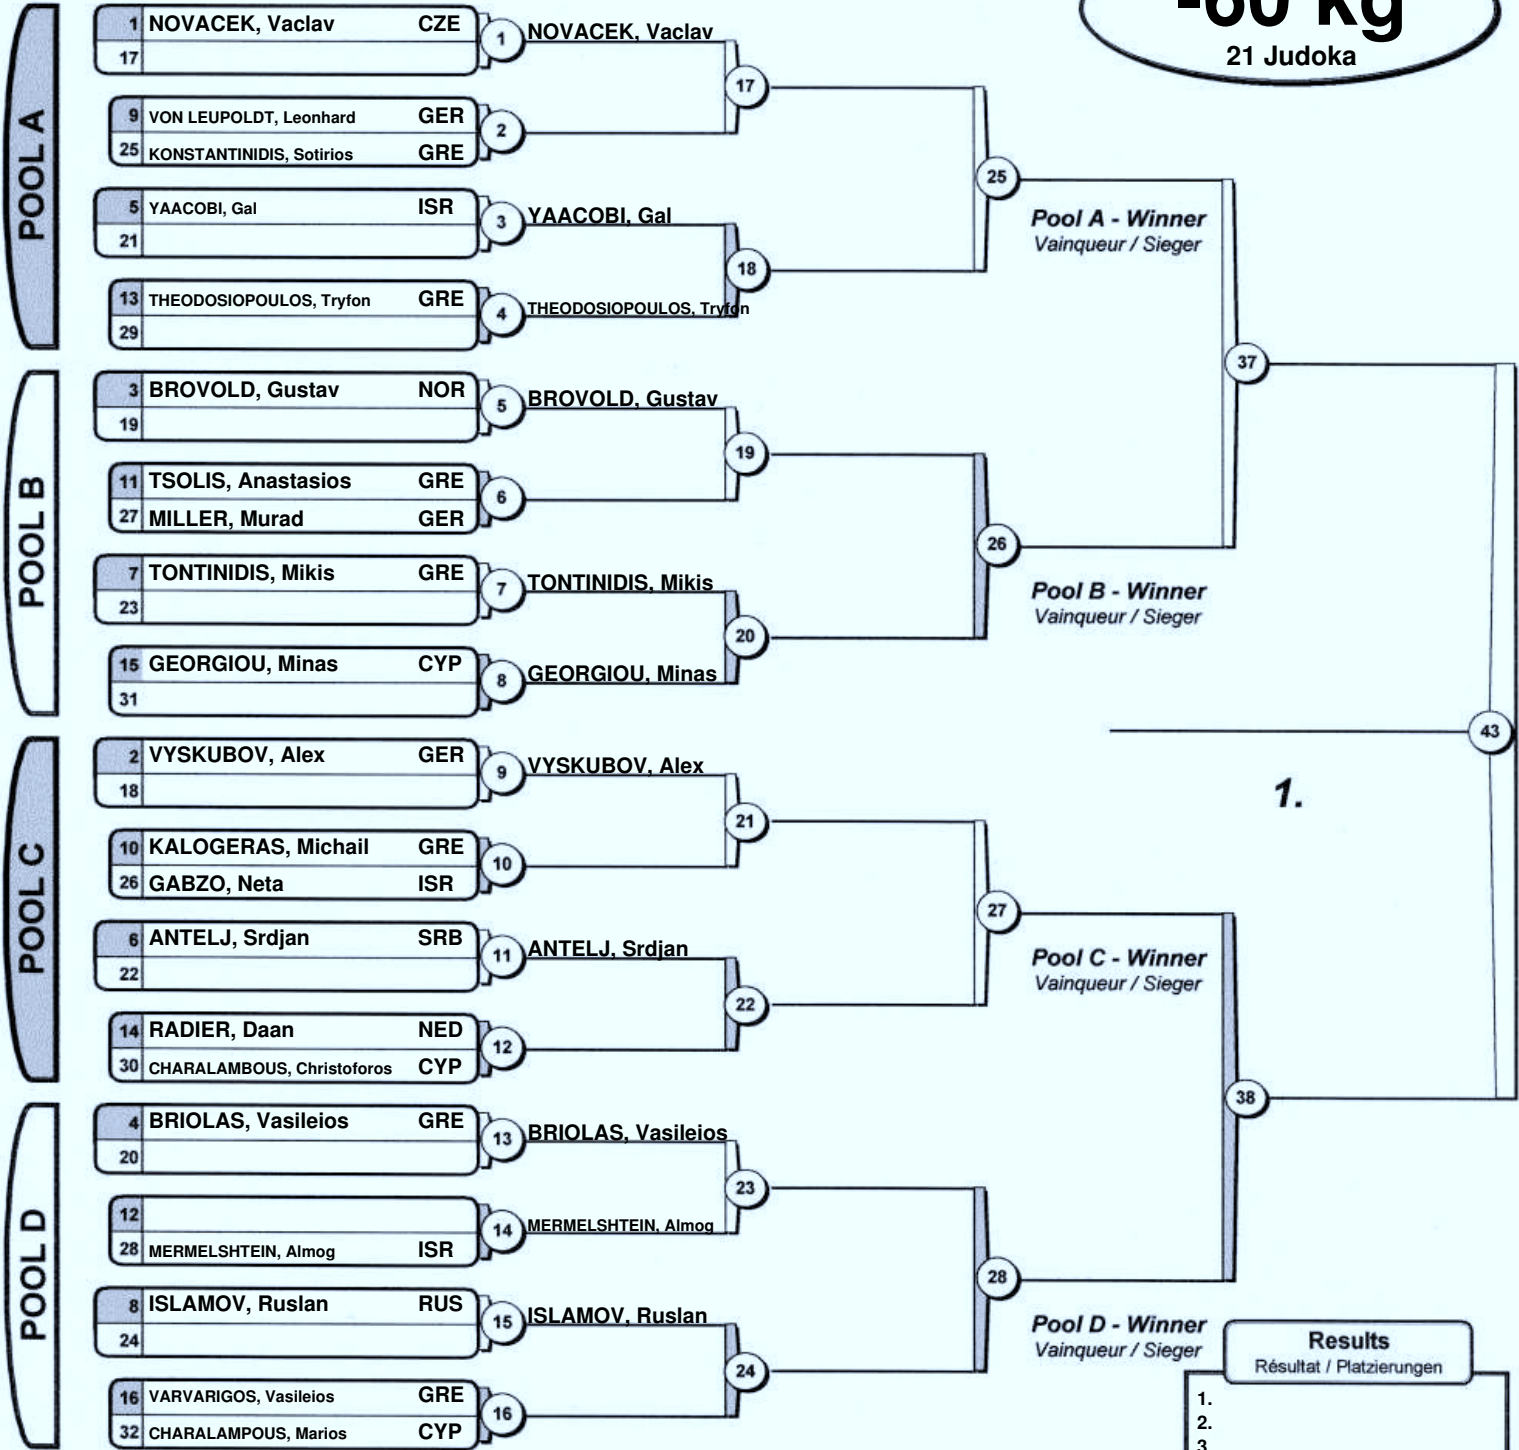 -60 kg
21 Judoka
POOL A
1 NOVACEK, Vaclav CZE
17
1 NOVACEK, Vaclav
9 VON LEUPOLDT, Leonhard GER
25 KONSTANTINIDIS, Sotirios GRE
2
17
5 YAACOBI, Gal ISR
21
3 YAACOBI, Gal
13 THEODOSIOPOULOS, Tryfon GRE
29
4 THEODOSIOPOULOS, Tryfon
18
25
Pool A - Winner
Vainqueur / Sieger
POOL B
3 BROVOLD, Gustav NOR
19
5 BROVOLD, Gustav
11 TSOLIS, Anastasios GRE
27 MILLER, Murad GER
6
19
7 TONTINIDIS, Mikis GRE
23
7 TONTINIDIS, Mikis
15 GEORGIOU, Minas CYP
31
8 GEORGIOU, Minas
20
26
Pool B - Winner
Vainqueur / Sieger
37
POOL C
2 VYSKUBOV, Alex GER
18
9 VYSKUBOV, Alex
10 KALOGERAS, Michail GRE
26 GABZO, Neta ISR
10
21
6 ANTELJ, Srdjan SRB
22
11 ANTELJ, Srdjan
14 RADIER, Daan NED
30 CHARALAMBOUS, Christoforos CYP
12
22
27
Pool C - Winner
Vainqueur / Sieger
43
1.
POOL D
4 BRIOLAS, Vasileios GRE
20
13 BRIOLAS, Vasileios
12
28 MERMELSHTEIN, Almog ISR
14 MERMELSHTEIN, Almog
23
8 ISLAMOV, Ruslan RUS
24
15 ISLAMOV, Ruslan
16 VARVARIGOS, Vasileios GRE
32 CHARALAMPOUS, Marios CYP
16
24
28
Pool D - Winner
Vainqueur / Sieger
38
Results
Résultat / Platzierungen
1.
2.
3